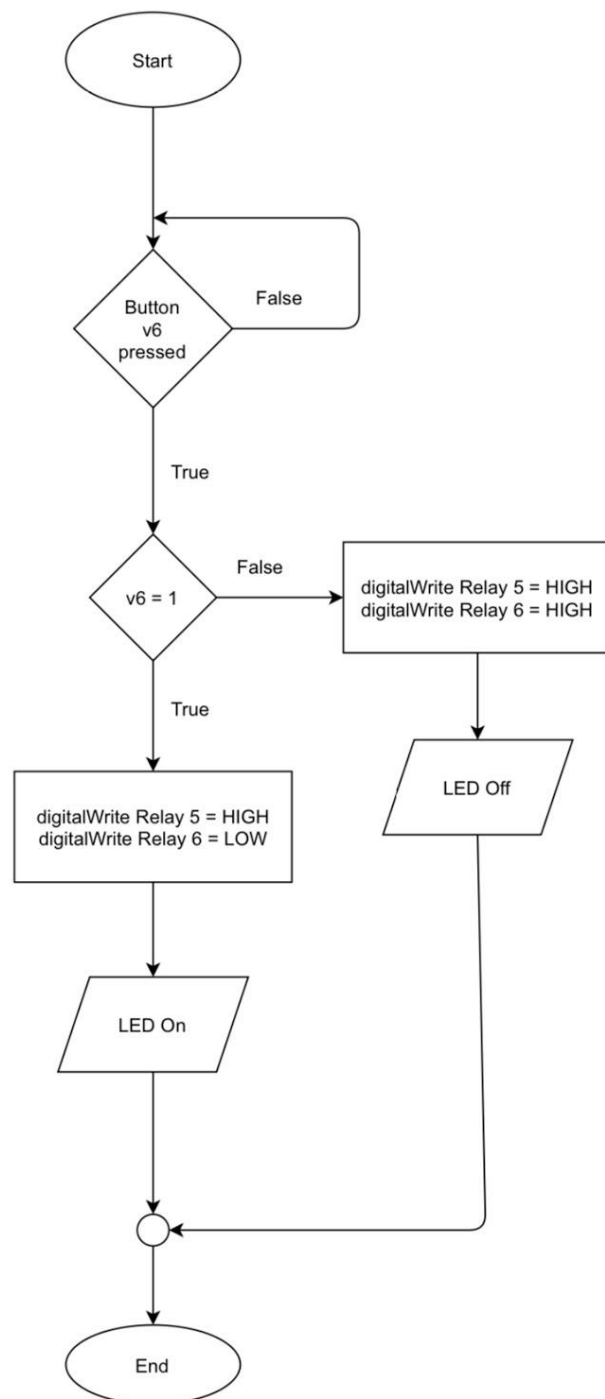 Start
Button
v6
pressed
False
True
v6 = 1
False
digitalWrite Relay 5 = HIGH
digitalWrite Relay 6 = HIGH
True
digitalWrite Relay 5 = HIGH
digitalWrite Relay 6 = LOW
LED Off
LED On
End